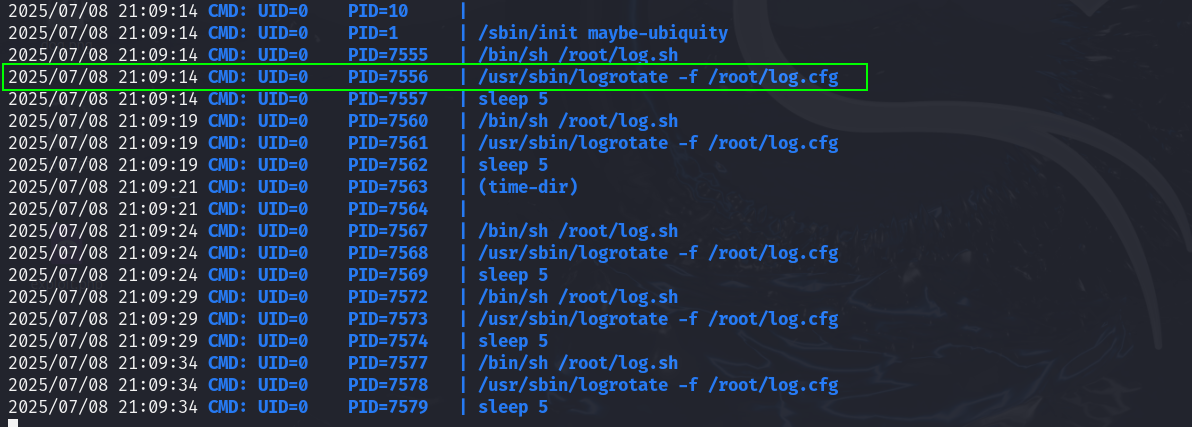 2025/07/08 21:09:14 CMD: UID=0    PID=10     |
2025/07/08 21:09:14 CMD: UID=0    PID=1      | /sbin/init maybe-ubiquity
2025/07/08 21:09:14 CMD: UID=0    PID=7555   | /bin/sh /root/log.sh
2025/07/08 21:09:14 CMD: UID=0    PID=7556   | /usr/sbin/logrotate -f /root/log.cfg
2025/07/08 21:09:14 CMD: UID=0    PID=7557   | sleep 5
2025/07/08 21:09:19 CMD: UID=0    PID=7560   | /bin/sh /root/log.sh
2025/07/08 21:09:19 CMD: UID=0    PID=7561   | /usr/sbin/logrotate -f /root/log.cfg
2025/07/08 21:09:19 CMD: UID=0    PID=7562   | sleep 5
2025/07/08 21:09:21 CMD: UID=0    PID=7563   | (time-dir)
2025/07/08 21:09:21 CMD: UID=0    PID=7564   |
2025/07/08 21:09:24 CMD: UID=0    PID=7567   | /bin/sh /root/log.sh
2025/07/08 21:09:24 CMD: UID=0    PID=7568   | /usr/sbin/logrotate -f /root/log.cfg
2025/07/08 21:09:24 CMD: UID=0    PID=7569   | sleep 5
2025/07/08 21:09:29 CMD: UID=0    PID=7572   | /bin/sh /root/log.sh
2025/07/08 21:09:29 CMD: UID=0    PID=7573   | /usr/sbin/logrotate -f /root/log.cfg
2025/07/08 21:09:29 CMD: UID=0    PID=7574   | sleep 5
2025/07/08 21:09:34 CMD: UID=0    PID=7577   | /bin/sh /root/log.sh
2025/07/08 21:09:34 CMD: UID=0    PID=7578   | /usr/sbin/logrotate -f /root/log.cfg
2025/07/08 21:09:34 CMD: UID=0    PID=7579   | sleep 5